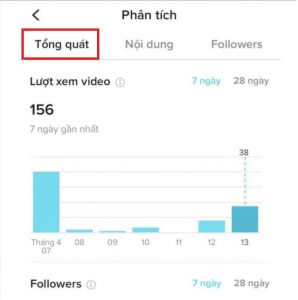 Phân tích
Tổng quát Nội dung Followers
Lượt xem video 7 ngày 28 ngày
156
7 ngày gần nhất
38
Tháng 4 07 08 09 10 11 12 13
Followers 7 ngày 28 ngày